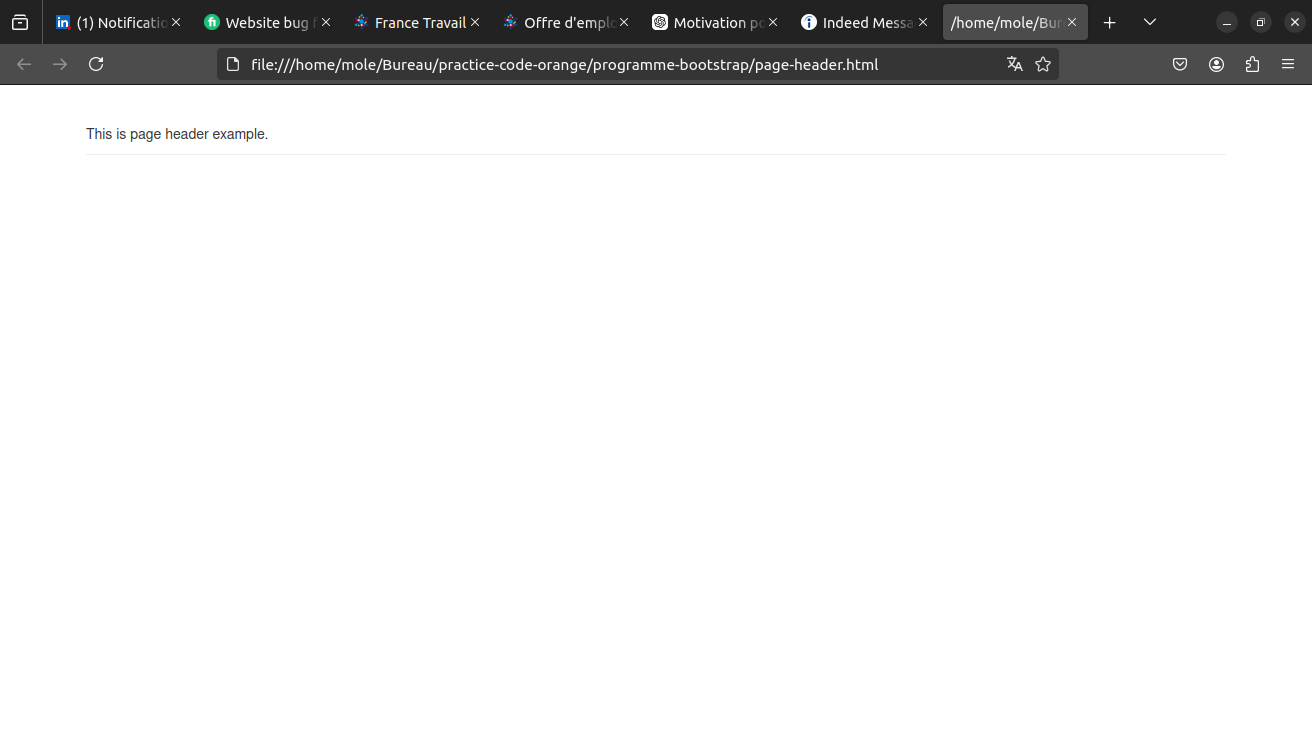 (1) Notificatio
Website bug f
France Travail
Offre d'emplo
Motivation po
Indeed Messa
/home/mole/Bur
file:///home/mole/Bureau/practice-code-orange/programme-bootstrap/page-header.html
This is page header example.